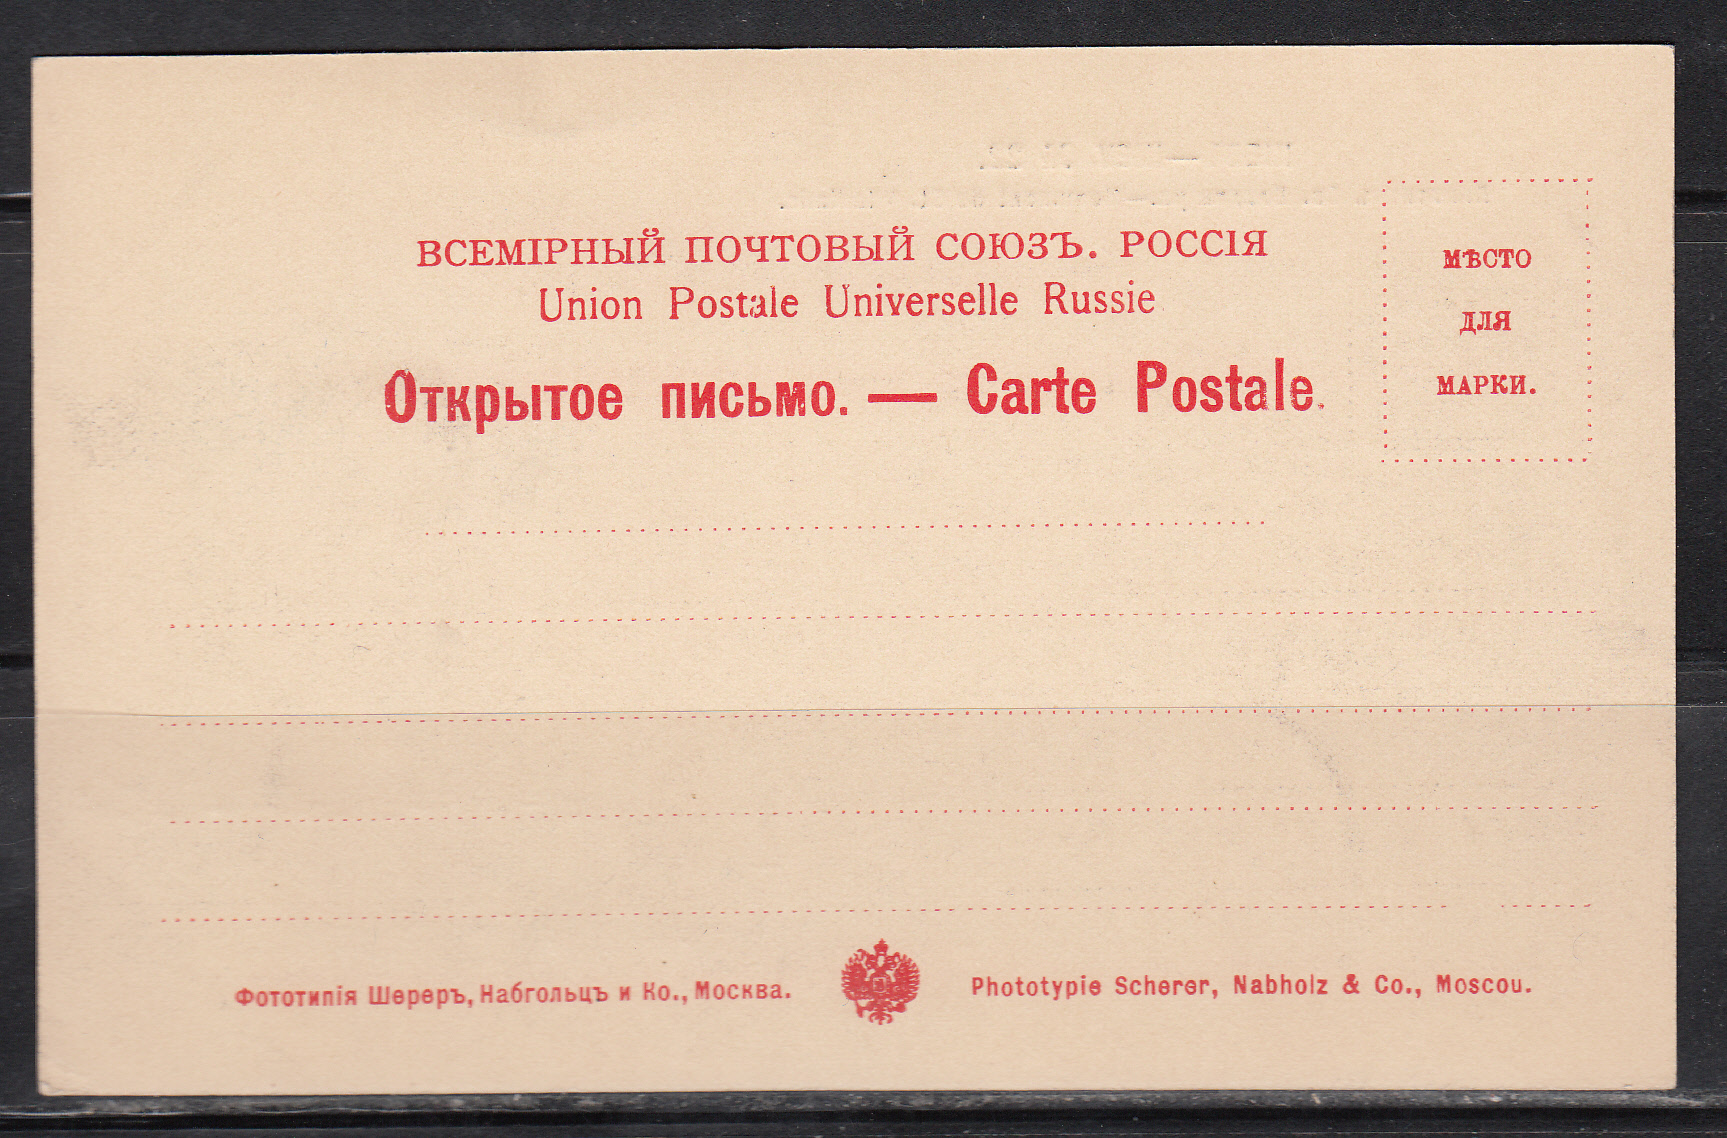 ВСЕМІРНЫЙ ПОЧТОВЫЙ СОЮЗЪ. РОССІЯ
Union Postale Universelle Russie
Открытое письмо. — Carte Postale.
МѢСТО
ДЛЯ
МАРКИ.
Фототипія Шереръ, Набгольцъ и Ко., Москва.
Phototypie Scherer, Nabholz & Co., Moscou.